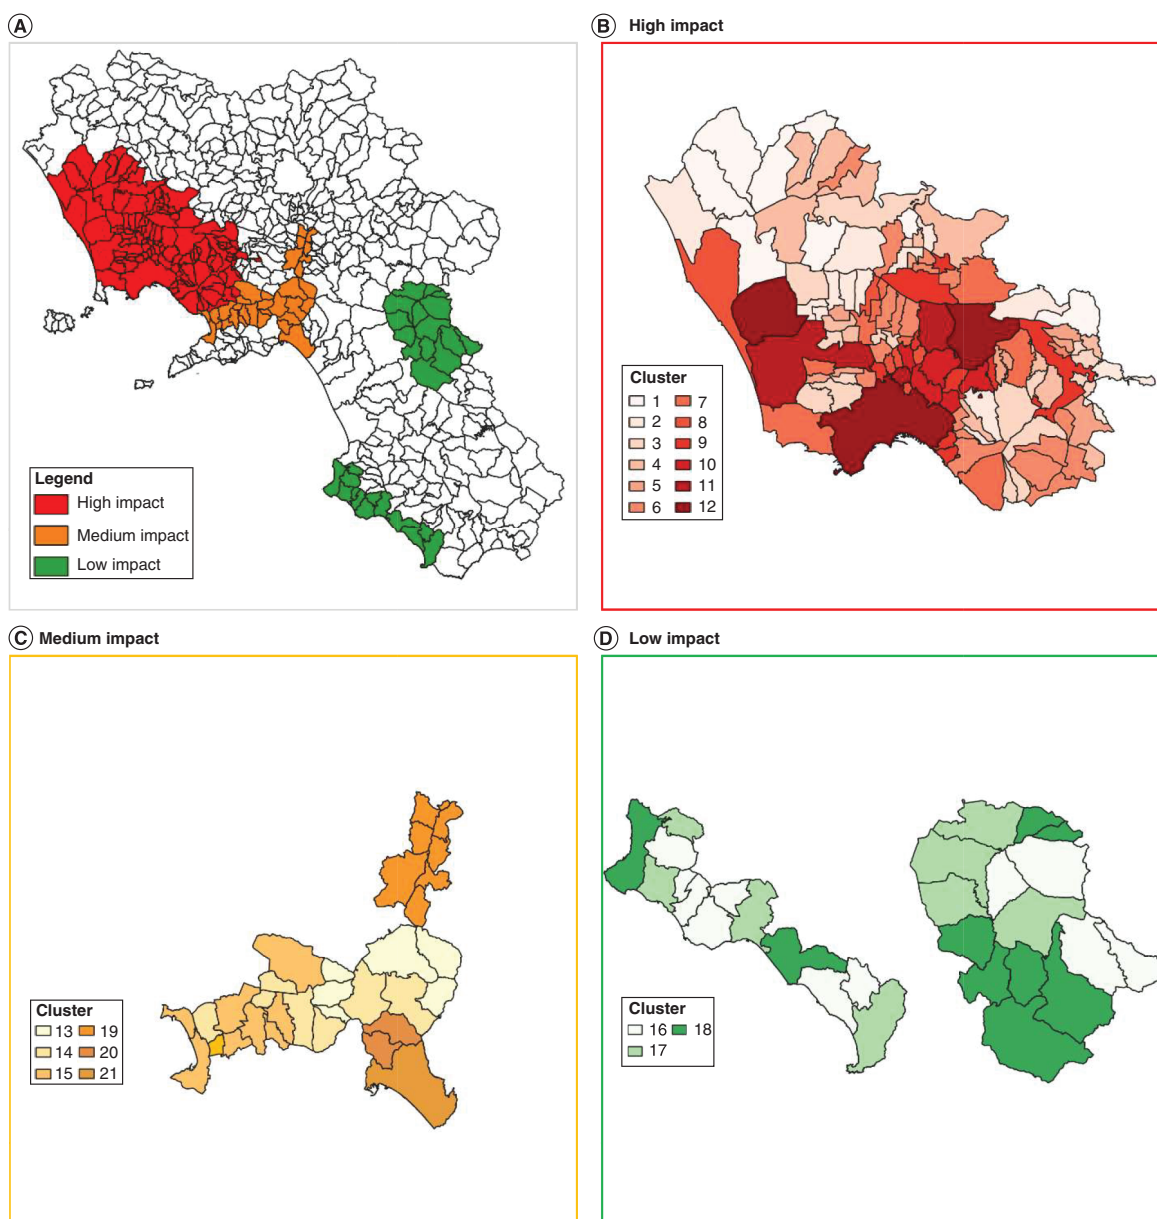 A
B High impact
Legend
High impact
Medium impact
Low impact
Cluster
1 7
2 8
3 9
4 10
5 11
6 12
C Medium impact
D Low impact
Cluster
13 19
14 20
15 21
Cluster
16 18
17